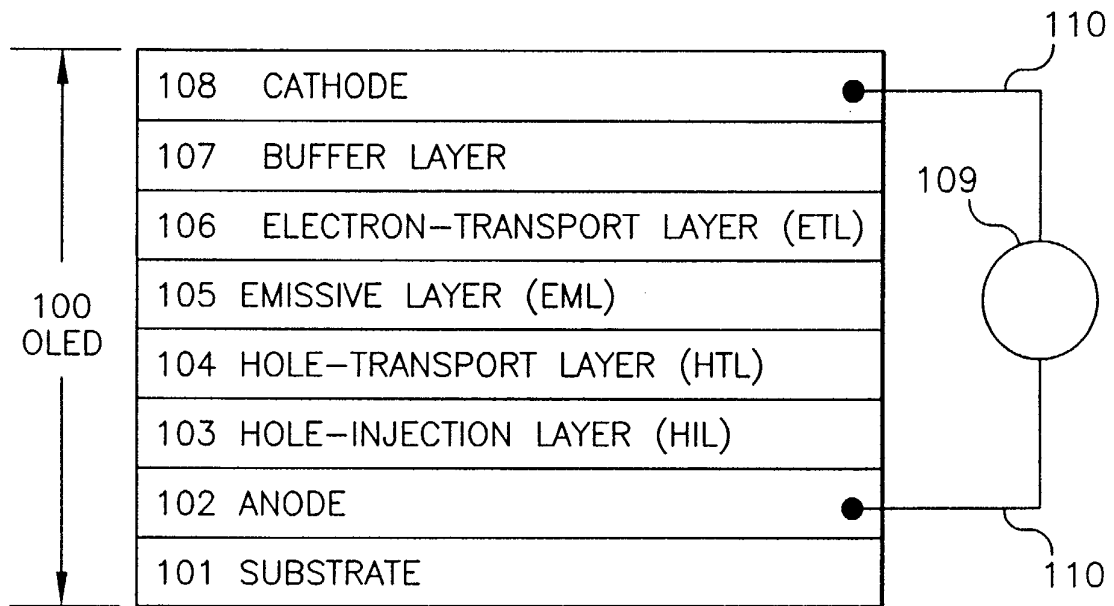 110
108 CATHODE
107 BUFFER LAYER
109
106 ELECTRON-TRANSPORT LAYER (ETL)
105 EMISSIVE LAYER (EML)
100
OLED
104 HOLE-TRANSPORT LAYER (HTL)
103 HOLE-INJECTION LAYER (HIL)
102 ANODE
101 SUBSTRATE
110